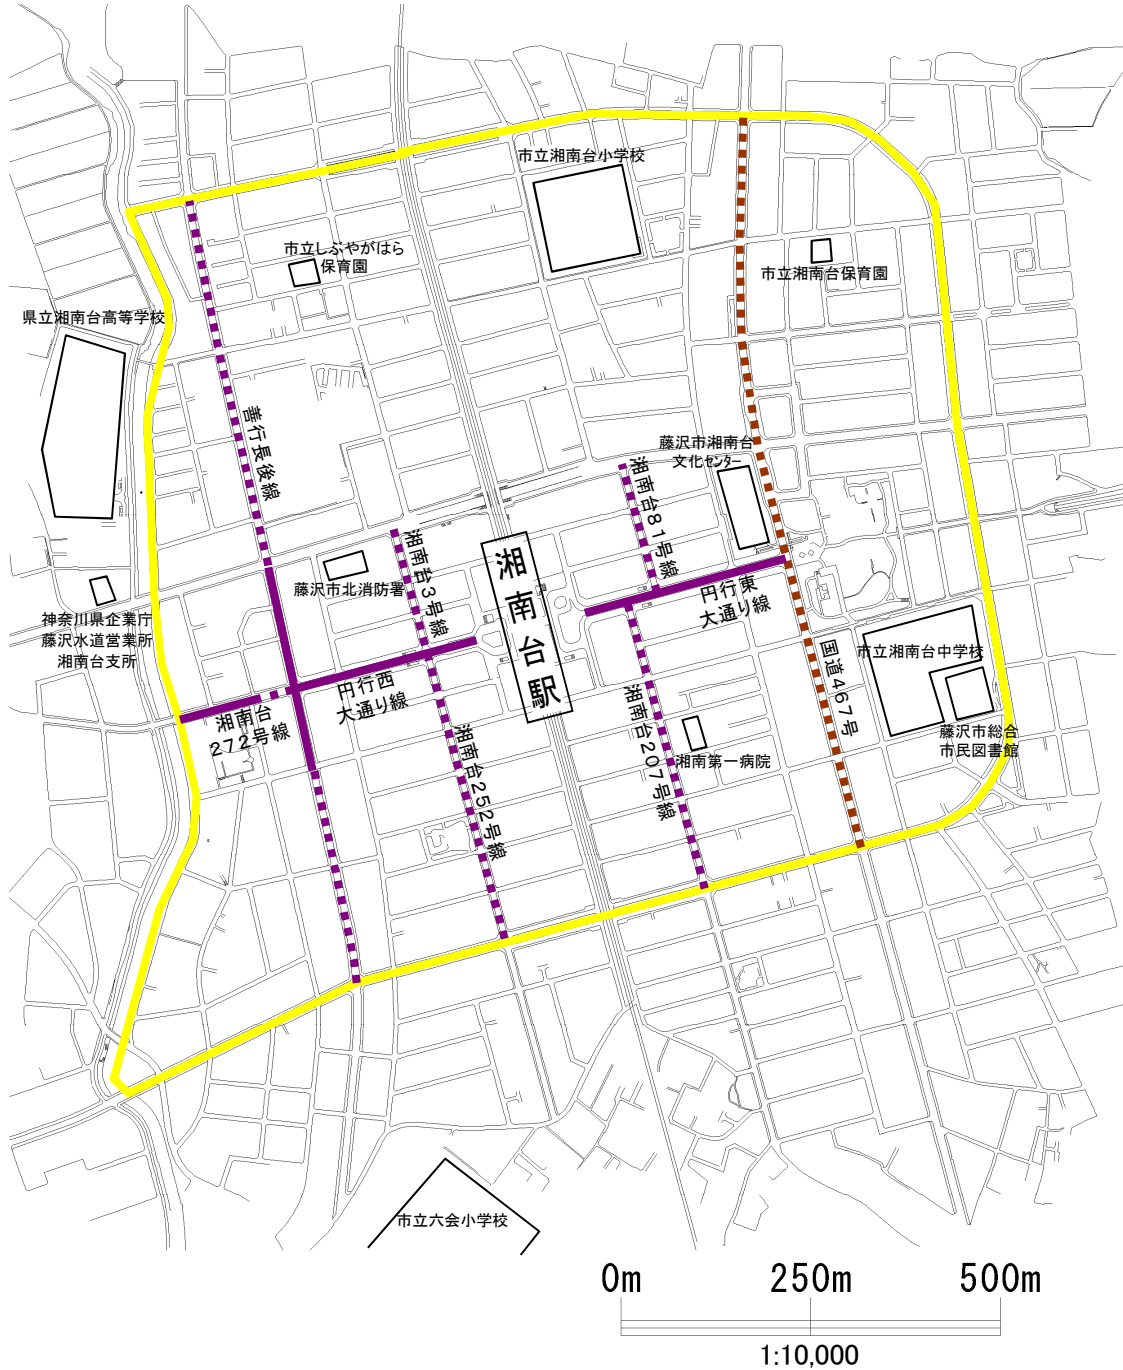 市立湘南台小学校
市立しぶやがはら
保育園
市立湘南台保育園
県立湘南台高等学校
善行長後線
藤沢市湘南台
文化センター
湘南台81号線
湘南台3号線
湘南台駅
藤沢市北消防署
円行東
大通り線
神奈川県企業庁
藤沢水道営業所
湘南台支所
市立湘南台中学校
国道467号
円行西
大通り線
湘南台
272号線
湘南台252号線
湘南台207号線
湘南第一病院
藤沢市総合
市民図書館
市立六会小学校
0m 250m 500m
1:10,000